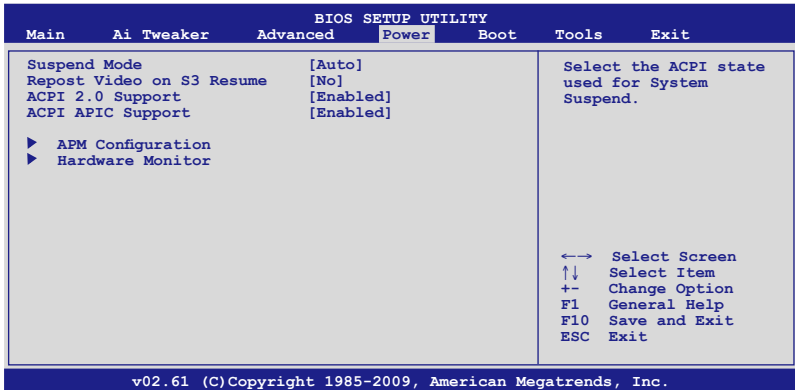 BIOS SETUP UTILITY
Main Ai Tweaker Advanced Power Boot Tools Exit
Suspend Mode [Auto]
Repost Video on S3 Resume [No]
ACPI 2.0 Support [Enabled]
ACPI APIC Support [Enabled]
▶ APM Configuration
▶ Hardware Monitor
Select the ACPI state
used for System
Suspend.
←→ Select Screen
↑↓ Select Item
+- Change Option
F1 General Help
F10 Save and Exit
ESC Exit
v02.61 (C)Copyright 1985-2009, American Megatrends, Inc.